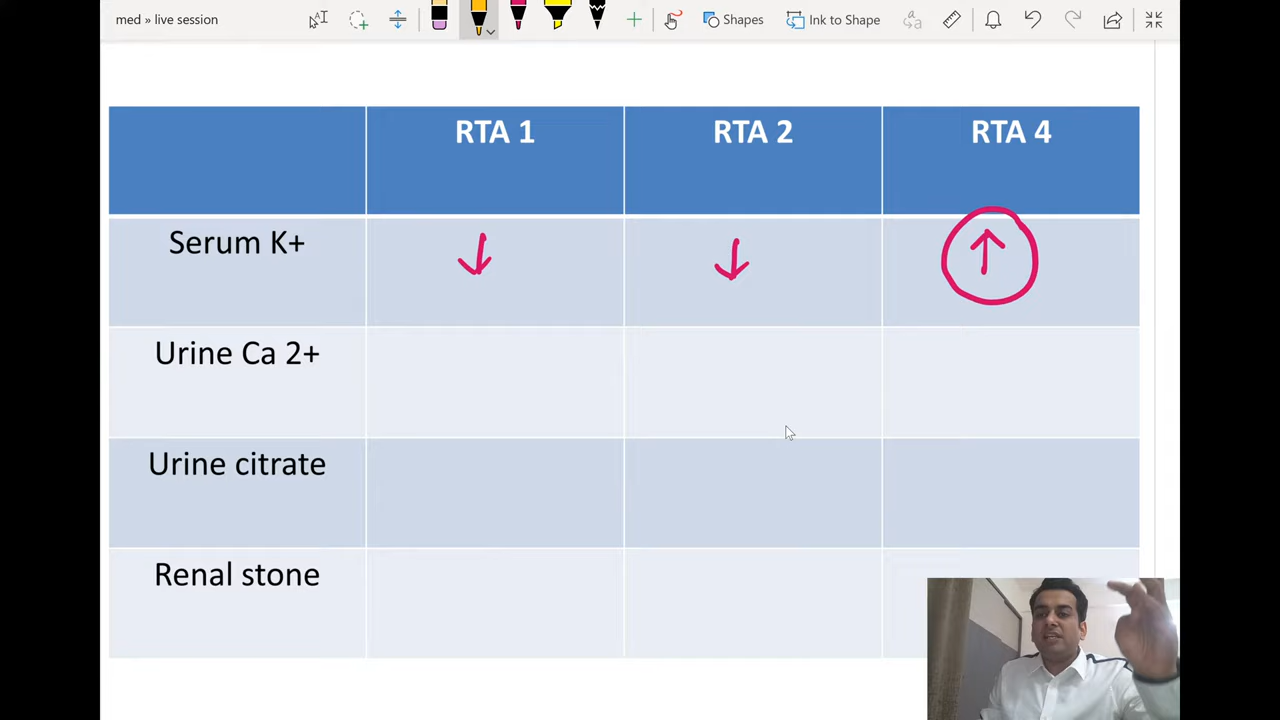 med » live session
Shapes
Ink to Shape
RTA 1
RTA 2
RTA 4
Serum K+
↓
↓
↑
Urine Ca 2+
Urine citrate
Renal stone